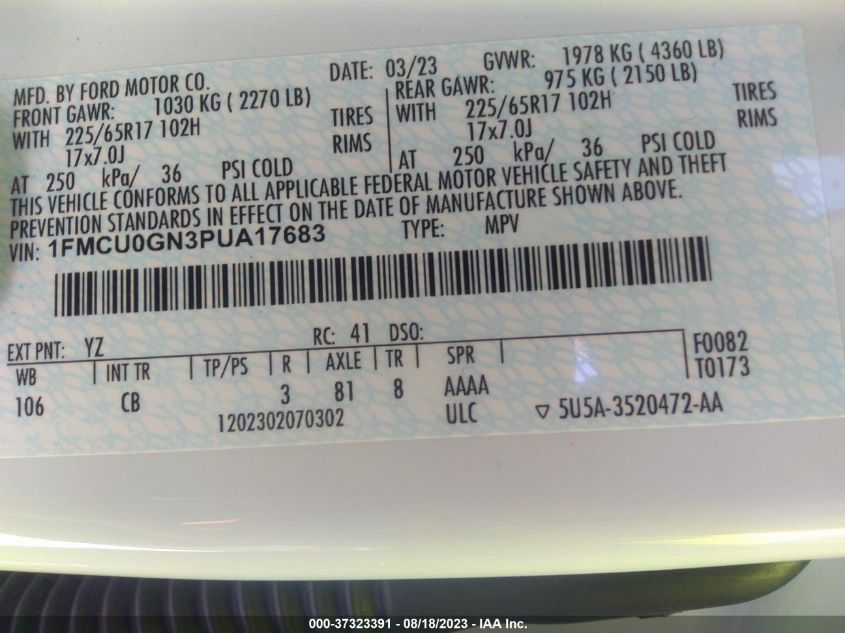 MFD. BY FORD MOTOR CO. DATE: 03/23 GVWR: 1978 KG ( 4360 LB)
FRONT GAWR: 1030 KG ( 2270 LB) REAR GAWR: 975 KG ( 2150 LB)
WITH 225/65R17 102H TIRES WITH 225/65R17 102H TIRES
17x7.0J RIMS 17x7.0J RIMS
AT 250 kPa/ 36 PSI COLD AT 250 kPa/ 36 PSI COLD
THIS VEHICLE CONFORMS TO ALL APPLICABLE FEDERAL MOTOR VEHICLE SAFETY AND THEFT
PREVENTION STANDARDS IN EFFECT ON THE DATE OF MANUFACTURE SHOWN ABOVE.
VIN: 1FMCU0GN3PUA17683 TYPE: MPV
EXT PNT: YZ RC: 41 DSO:
WB INT TR TP/PS R AXLE TR SPR F0082
106 CB 3 81 8 AAAA T0173
1202302070302 ULC ▽ 5U5A-3520472-AA
000-37323391 - 08/18/2023 - IAA Inc.